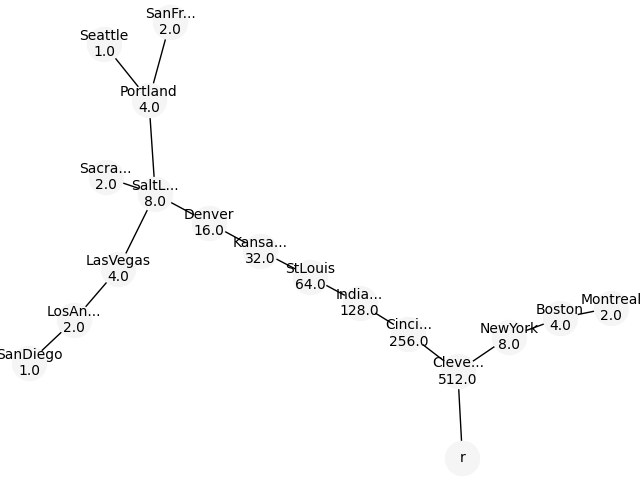 SanFr...
2.0
Seattle
1.0
Portland
4.0
Sacra...
2.0
SaltL...
8.0
Denver
16.0
Kansa...
32.0
LasVegas
4.0
StLouis
64.0
India...
128.0
LosAn...
2.0
Cinci...
256.0
SanDiego
1.0
Cleve...
512.0
NewYork
8.0
Boston
4.0
Montreal
2.0
r